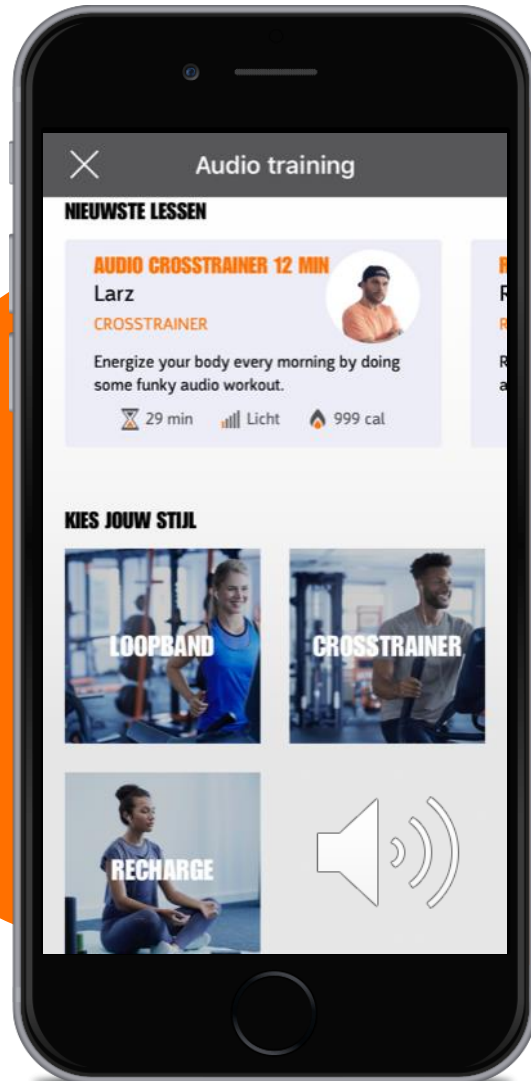 Audio training
NIEUWSTE LESSEN
AUDIO CROSSTRAINER 12 MIN
Larz
CROSSTRAINER
Energize your body every morning by doing
some funky audio workout.
29 min Licht 999 cal
KIES JOUW STIJL
LOOPBAND
CROSSTRAINER
RECHARGE